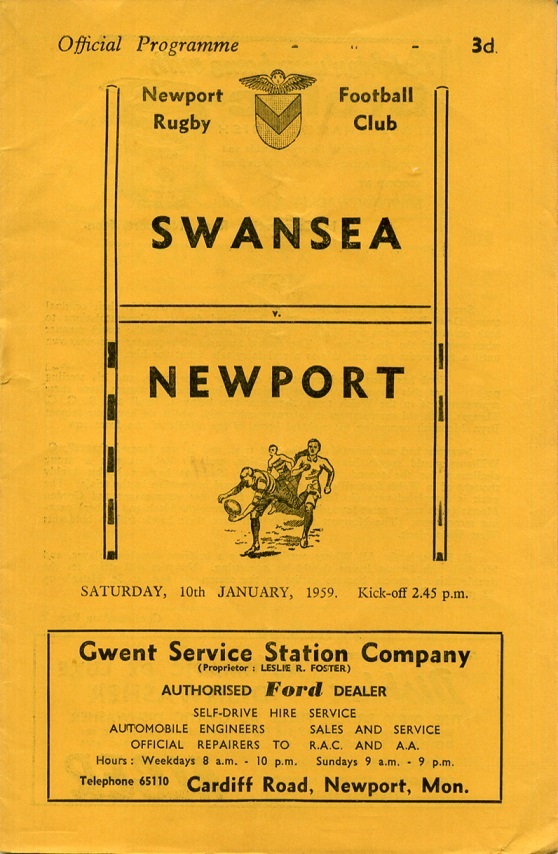 Official Programme - " - 3d.
Newport Football
Rugby Club
SWANSEA
v.
NEWPORT
SATURDAY, 10th JANUARY, 1959. Kick-off 2.45 p.m.
Gwent Service Station Company
(Proprietor : LESLIE R. FOSTER)
AUTHORISED Ford DEALER
SELF-DRIVE HIRE SERVICE
AUTOMOBILE ENGINEERS SALES AND SERVICE
OFFICIAL REPAIRERS TO R.A.C. AND A.A.
Hours : Weekdays 8 a.m. - 10 p.m. Sundays 9 a.m. - 9 p.m.
Telephone 65110 Cardiff Road, Newport, Mon.